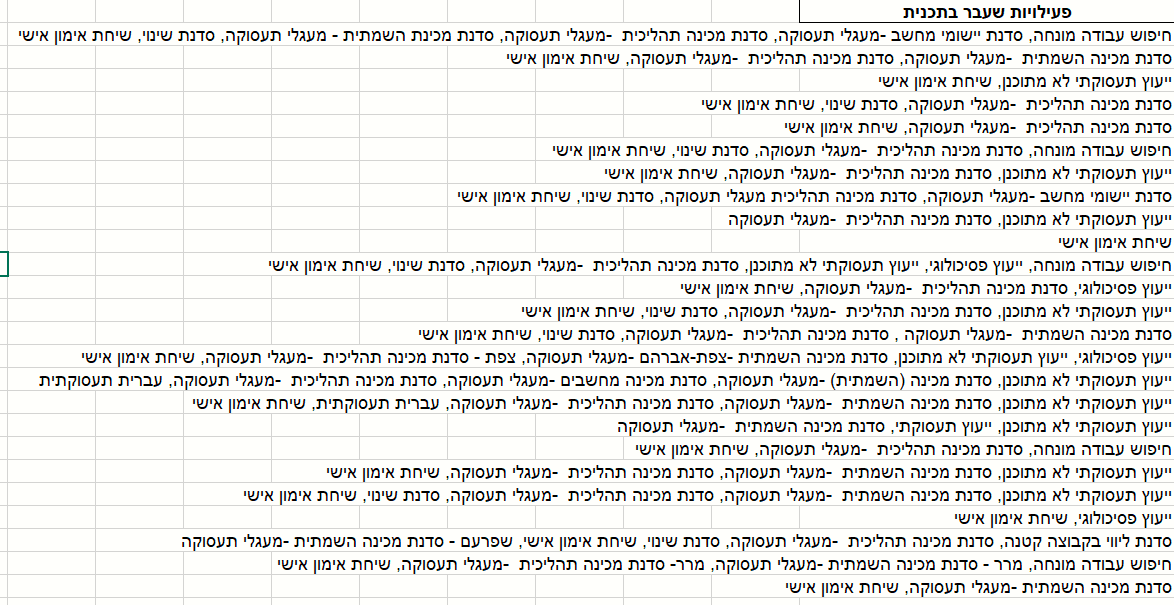 פעילויות שעבר בתכנית
חיפוש עבודה מונחה, סדנת יישומי מחשב -מעגלי תעסוקה, סדנת מכינה תהליכית  -מעגלי תעסוקה, סדנת מכינת השמתית - מעגלי תעסוקה, סדנת שינוי, שיחת אימון אישי
סדנת מכינה השמתית  -מעגלי תעסוקה, סדנת מכינה תהליכית  -מעגלי תעסוקה, שיחת אימון אישי
ייעוץ תעסוקתי לא מתוכנן, שיחת אימון אישי
סדנת מכינה תהליכית  -מעגלי תעסוקה, סדנת שינוי, שיחת אימון אישי
סדנת מכינה תהליכית  -מעגלי תעסוקה, שיחת אימון אישי
חיפוש עבודה מונחה, סדנת מכינה תהליכית  -מעגלי תעסוקה, סדנת שינוי, שיחת אימון אישי
ייעוץ תעסוקתי לא מתוכנן, סדנת מכינה תהליכית  -מעגלי תעסוקה, שיחת אימון אישי
סדנת יישומי מחשב -מעגלי תעסוקה, סדנת מכינה תהליכית מעגלי תעסוקה, סדנת שינוי, שיחת אימון אישי
ייעוץ תעסוקתי לא מתוכנן, סדנת מכינה תהליכית  -מעגלי תעסוקה
שיחת אימון אישי
חיפוש עבודה מונחה, ייעוץ פסיכולוגי, ייעוץ תעסוקתי לא מתוכנן, סדנת מכינה תהליכית  -מעגלי תעסוקה, סדנת שינוי, שיחת אימון אישי
ייעוץ פסיכולוגי, סדנת מכינה תהליכית  -מעגלי תעסוקה, שיחת אימון אישי
ייעוץ תעסוקתי לא מתוכנן, סדנת מכינה תהליכית  -מעגלי תעסוקה, סדנת שינוי, שיחת אימון אישי
סדנת מכינה השמתית  -מעגלי תעסוקה , סדנת מכינה תהליכית  -מעגלי תעסוקה, סדנת שינוי, שיחת אימון אישי
ייעוץ פסיכולוגי, ייעוץ תעסוקתי לא מתוכנן, סדנת מכינה השמתית -צפת-אברהם -מעגלי תעסוקה, צפת - סדנת מכינה תהליכית  -מעגלי תעסוקה, שיחת אימון אישי
ייעוץ תעסוקתי לא מתוכנן, סדנת מכינה (השמתית) -מעגלי תעסוקה, סדנת מכינה מחשבים -מעגלי תעסוקה, סדנת מכינה תהליכית  -מעגלי תעסוקה, עברית תעסוקתית
ייעוץ תעסוקתי לא מתוכנן, סדנת מכינה השמתית  -מעגלי תעסוקה, סדנת מכינה תהליכית  -מעגלי תעסוקה, עברית תעסוקתית, שיחת אימון אישי
ייעוץ תעסוקתי לא מתוכנן, ייעוץ תעסוקתי, סדנת מכינה השמתית  -מעגלי תעסוקה
חיפוש עבודה מונחה, סדנת מכינה תהליכית  -מעגלי תעסוקה, שיחת אימון אישי
ייעוץ תעסוקתי לא מתוכנן, סדנת מכינה השמתית  -מעגלי תעסוקה, סדנת מכינה תהליכית  -מעגלי תעסוקה, שיחת אימון אישי
ייעוץ תעסוקתי לא מתוכנן, סדנת מכינה השמתית  -מעגלי תעסוקה, סדנת מכינה תהליכית  -מעגלי תעסוקה, סדנת שינוי, שיחת אימון אישי
ייעוץ פסיכולוגי, שיחת אימון אישי
סדנת ליווי בקבוצה קטנה, סדנת מכינה תהליכית  -מעגלי תעסוקה, סדנת שינוי, שיחת אימון אישי, שפרעם - סדנת מכינה השמתית -מעגלי תעסוקה
חיפוש עבודה מונחה, מרר - סדנת מכינה השמתית -מעגלי תעסוקה, מרר- סדנת מכינה תהליכית  -מעגלי תעסוקה, שיחת אימון אישי
סדנת מכינה השמתית -מעגלי תעסוקה, שיחת אימון אישי